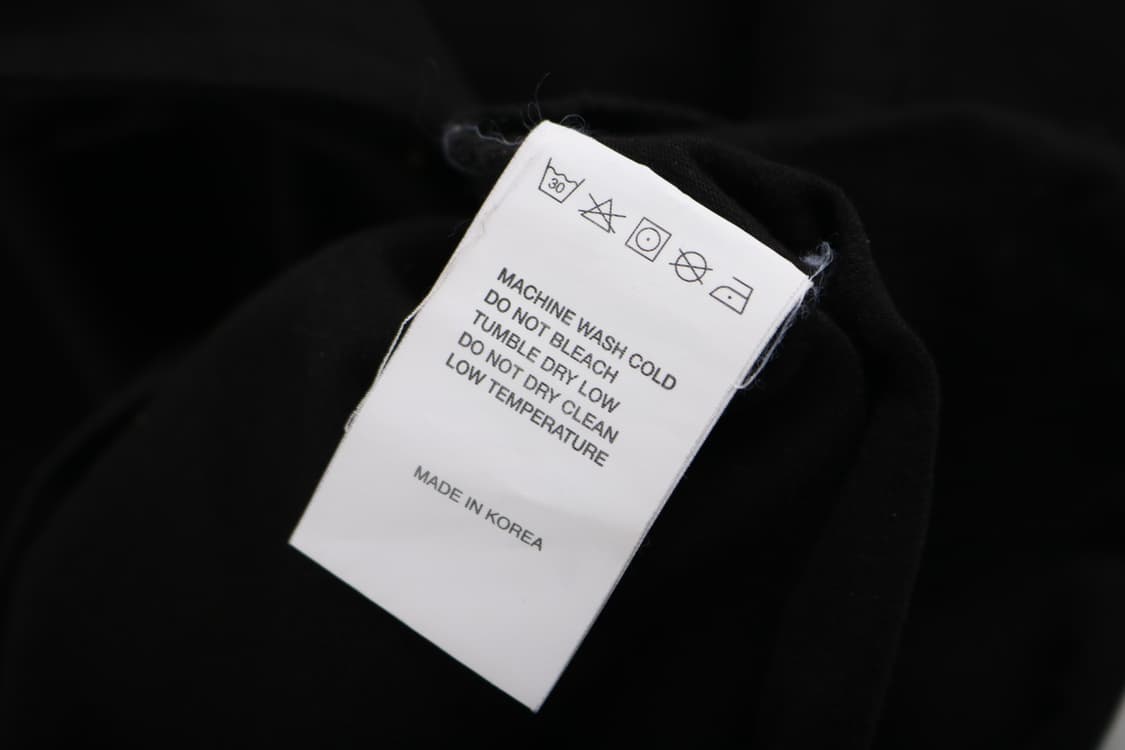 30
MACHINE WASH COLD
DO NOT BLEACH
TUMBLE DRY LOW
DO NOT DRY CLEAN
LOW TEMPERATURE
MADE IN KOREA